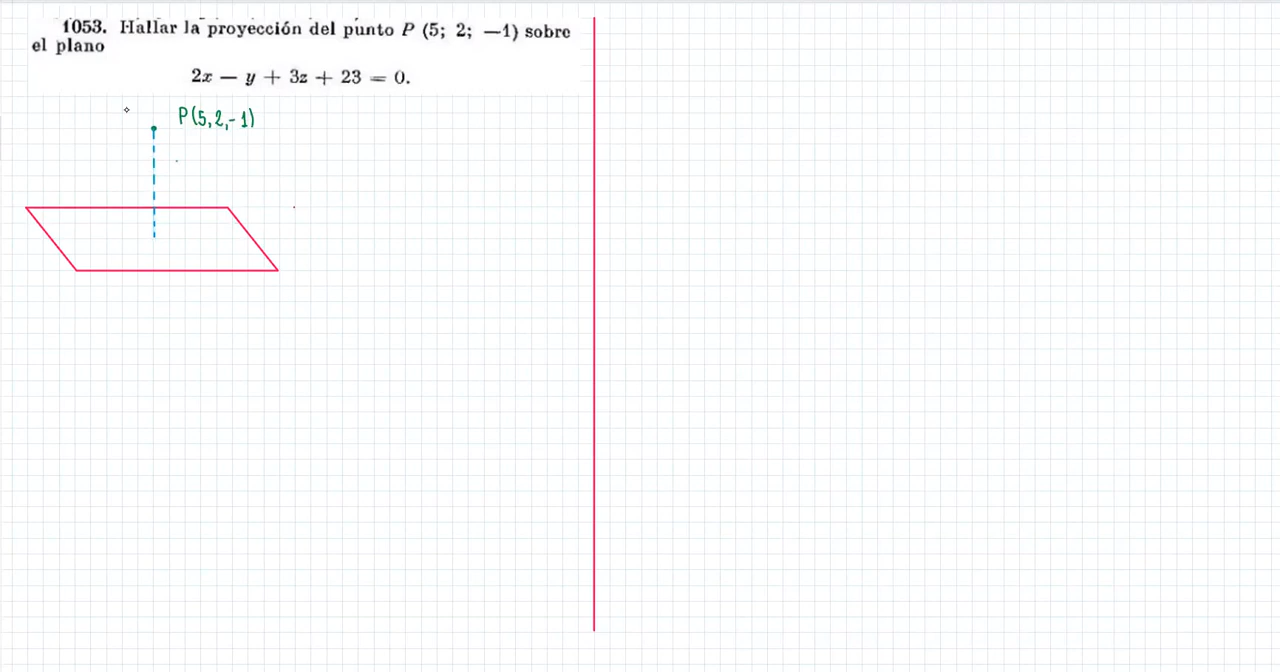 1053. Hallar la proyección del punto P (5; 2; —1) sobre
el plano
2x — y + 3z + 23 = 0.
P(5,2,-1)